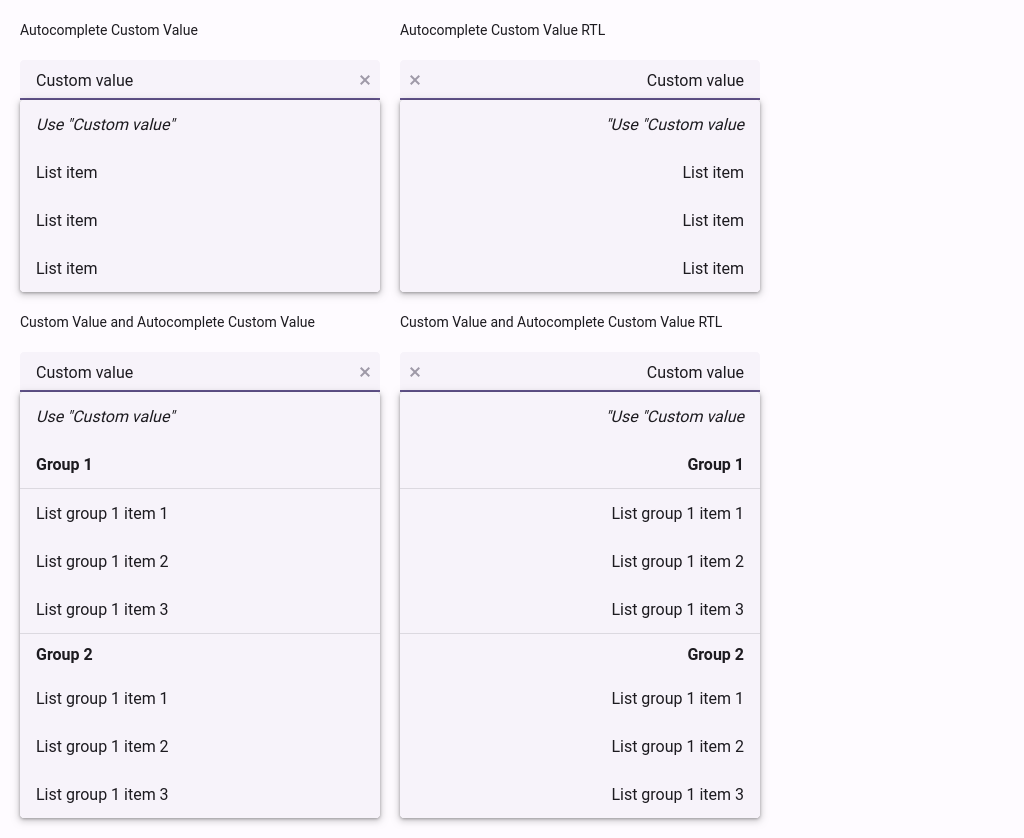 Autocomplete Custom Value
Custom value
Use "Custom value"
List item
List item
List item
Autocomplete Custom Value RTL
Custom value
"Use "Custom value
List item
List item
List item
Custom Value and Autocomplete Custom Value
Custom value
Use "Custom value"
Group 1
List group 1 item 1
List group 1 item 2
List group 1 item 3
Group 2
List group 1 item 1
List group 1 item 2
List group 1 item 3
Custom Value and Autocomplete Custom Value RTL
Custom value
"Use "Custom value
Group 1
List group 1 item 1
List group 1 item 2
List group 1 item 3
Group 2
List group 1 item 1
List group 1 item 2
List group 1 item 3